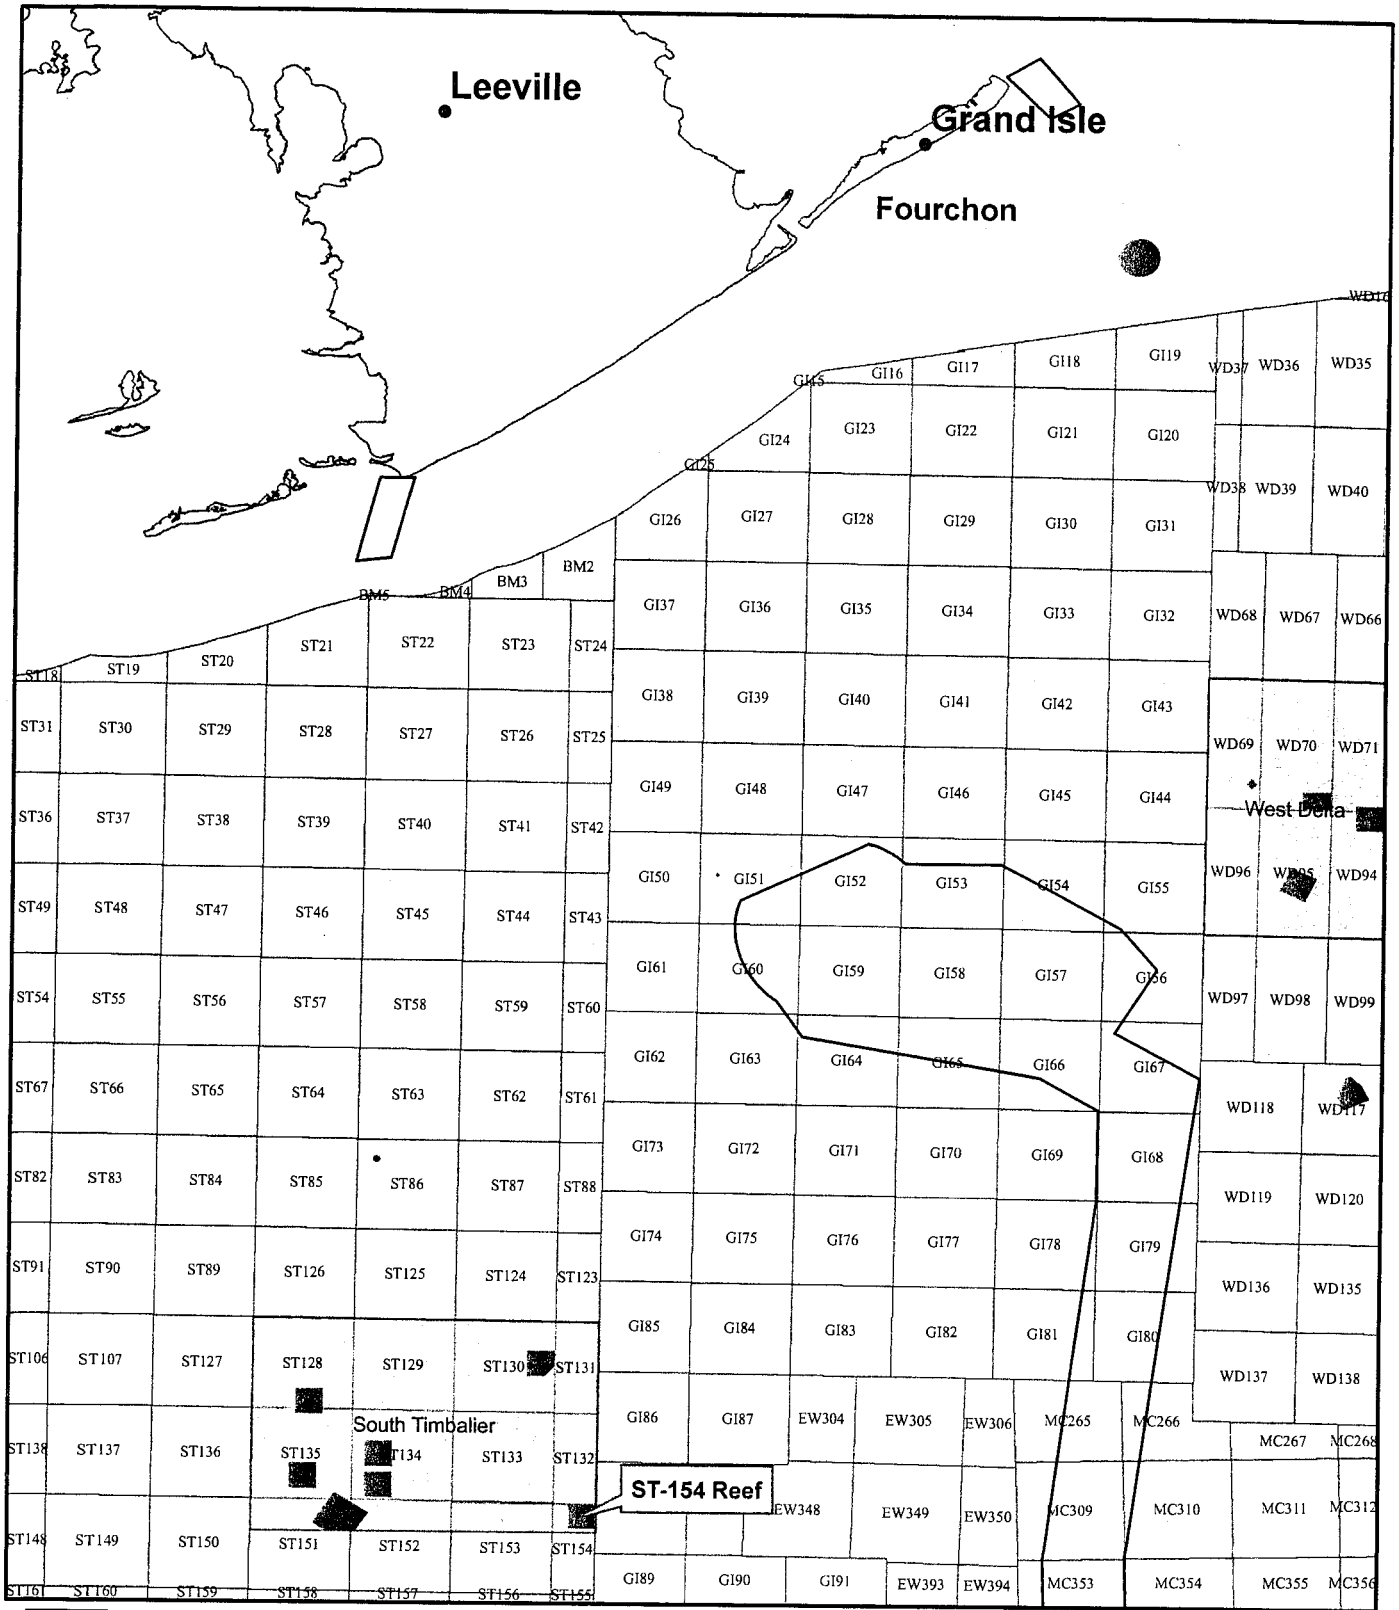 Leeville
Grand Isle
Fourchon
WD16
GI19
GI18
GI17
GI16
GI15
WD37
WD36
WD35
GI24
GI23
GI22
GI21
GI20
GI25
WD38
WD39
WD40
GI26
GI27
GI28
GI29
GI30
GI31
BM5
BM4
BM3
BM2
GI37
GI36
GI35
GI34
GI33
GI32
WD68
WD67
WD66
ST18
ST19
ST20
ST21
ST22
ST23
ST24
GI38
GI39
GI40
GI41
GI42
GI43
ST31
ST30
ST29
ST28
ST27
ST26
ST25
WD69
WD70
WD71
GI49
GI48
GI47
GI46
GI45
GI44
West Delta
ST36
ST37
ST38
ST39
ST40
ST41
ST42
GI50
GI51
GI52
GI53
GI54
GI55
WD96
WD95
WD94
ST49
ST48
ST47
ST46
ST45
ST44
ST43
GI61
GI60
GI59
GI58
GI57
GI56
WD97
WD98
WD99
ST54
ST55
ST56
ST57
ST58
ST59
ST60
GI62
GI63
GI64
GI65
GI66
GI67
ST67
ST66
ST65
ST64
ST63
ST62
ST61
WD118
WD117
GI73
GI72
GI71
GI70
GI69
GI68
ST82
ST83
ST84
ST85
ST86
ST87
ST88
WD119
WD120
GI74
GI75
GI76
GI77
GI78
GI79
ST91
ST90
ST89
ST126
ST125
ST124
ST123
WD136
WD135
GI85
GI84
GI83
GI82
GI81
GI80
ST106
ST107
ST127
ST128
ST129
ST130
ST131
WD137
WD138
GI86
GI87
EW304
EW305
EW306
MC265
MC266
MC267
MC268
South Timbalier
ST138
ST137
ST136
ST135
ST134
ST133
ST132
ST-154 Reef
EW348
EW349
EW350
MC309
MC310
MC311
MC312
ST148
ST149
ST150
ST151
ST152
ST153
ST154
GI89
GI90
GI91
EW393
EW394
MC353
MC354
MC355
MC356
ST161
ST160
ST159
ST158
ST157
ST156
ST155